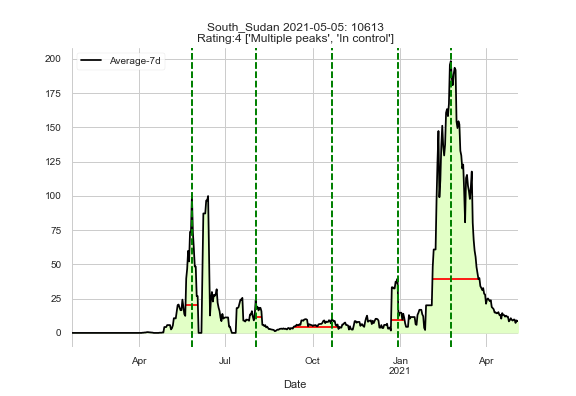 South_Sudan 2021-05-05: 10613
Rating:4 ['Multiple peaks', 'In control']
Average-7d
200
175
150
125
100
75
50
25
0
Apr Jul Oct Jan Apr
2021
Date